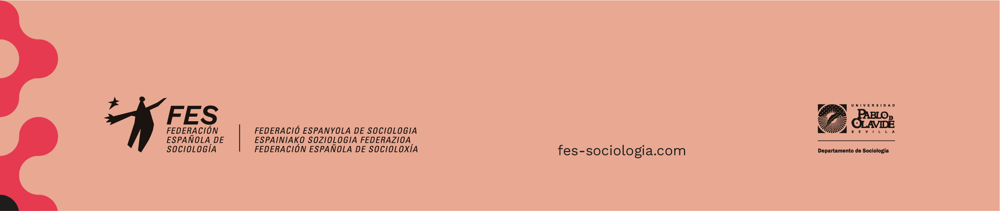 FES
FEDERACIÓN
ESPAÑOLA DE
SOCIOLOGÍA
FEDERACIÓ ESPANYOLA DE SOCIOLOGIA
ESPAINIAKO SOZIOLOGIA FEDERAZIOA
FEDERACIÓN ESPAÑOLA DE SOCIOLOXÍA
fes-sociologia.com
UNIVERSIDAD
PABLO DE
OLAVIDE
SEVILLA
Departamento de Sociología